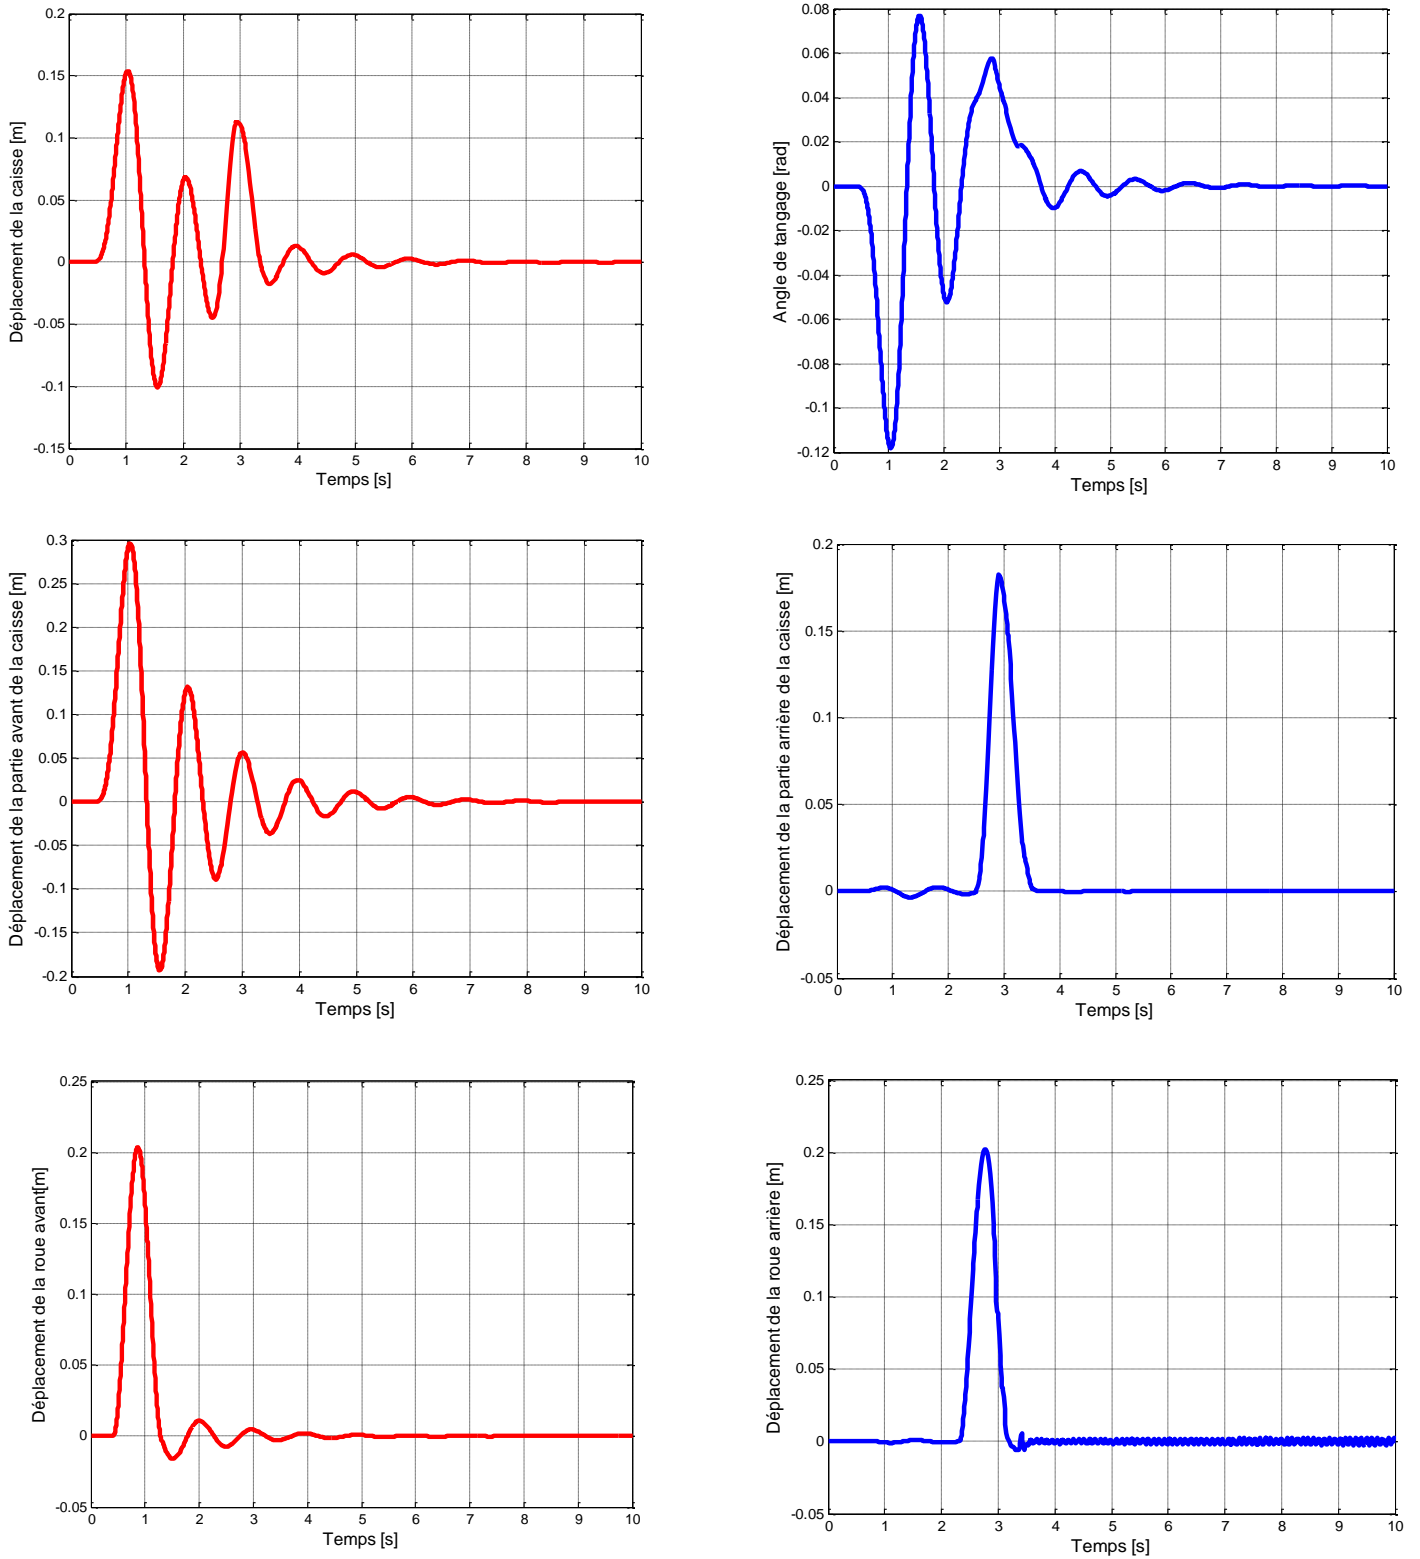 0.2
0.15
0.1
0.05
0
-0.05
-0.1
-0.15
0 1 2 3 4 5 6 7 8 9 10
Temps [s]
Déplacement de la caisse [m]
0.08
0.06
0.04
0.02
0
-0.02
-0.04
-0.06
-0.08
-0.1
-0.12
0 1 2 3 4 5 6 7 8 9 10
Temps [s]
Angle de tangage [rad]
0.3
0.25
0.2
0.15
0.1
0.05
0
-0.05
-0.1
-0.15
-0.2
0 1 2 3 4 5 6 7 8 9 10
Temps [s]
Déplacement de la partie avant de la caisse [m]
0.2
0.15
0.1
0.05
0
-0.05
0 1 2 3 4 5 6 7 8 9 10
Temps [s]
Déplacement de la partie arrière de la caisse [m]
0.25
0.2
0.15
0.1
0.05
0
-0.05
0 1 2 3 4 5 6 7 8 9 10
Temps [s]
Déplacement de la roue avant[m]
0.25
0.2
0.15
0.1
0.05
0
-0.05
0 1 2 3 4 5 6 7 8 9 10
Temps [s]
Déplacement de la roue arrière [m]